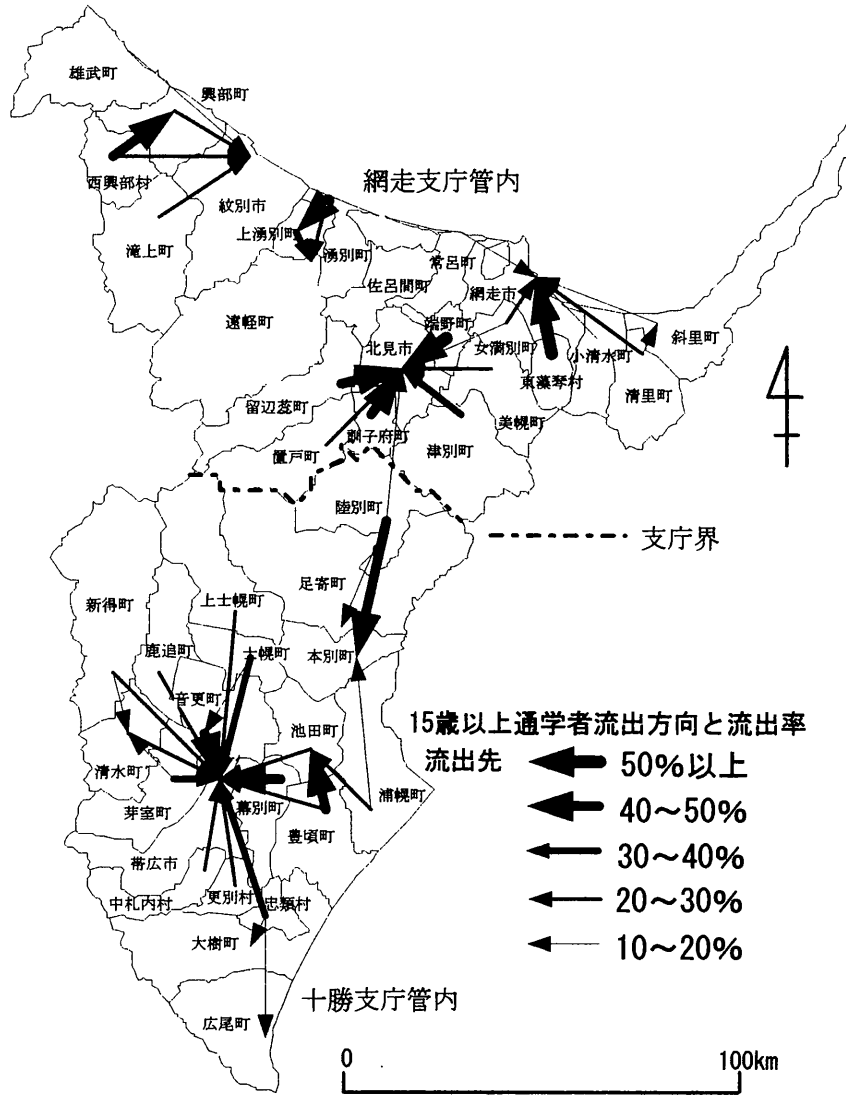 雄武町
興部町
西興部村
紋別市
網走支庁管内
滝上町
上湧別町
湧別町
常呂町
佐呂間町
網走市
遠軽町
端野町
北見市
女満別町
小清水町
斜里町
東藻琴村
清里町
留辺蘂町
美幌町
訓子府町
津別町
置戸町
陸別町
支庁界
足寄町
新得町
上士幌町
鹿追町
士幌町
本別町
音更町
池田町
15歳以上通学者流出方向と流出率
流出先
50%以上
40~50%
30~40%
20~30%
10~20%
清水町
幕別町
浦幌町
芽室町
豊頃町
帯広市
中札内村
更別村
忠類村
大樹町
十勝支庁管内
広尾町
0
100km